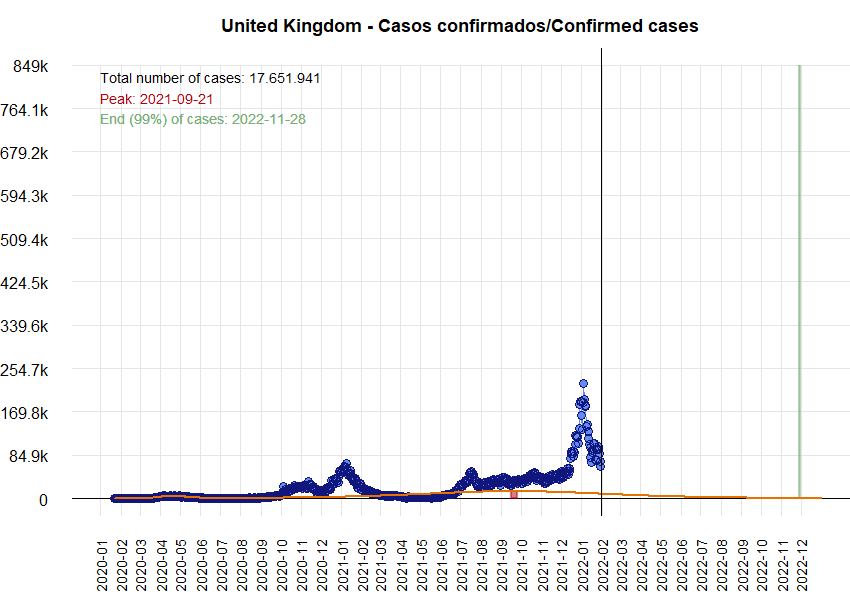 United Kingdom - Casos confirmados/Confirmed cases
849k
764.1k
679.2k
594.3k
509.4k
424.5k
339.6k
254.7k
169.8k
84.9k
0
Total number of cases: 17.651.941
Peak: 2021-09-21
End (99%) of cases: 2022-11-28
2020-01
2020-02
2020-03
2020-04
2020-05
2020-06
2020-07
2020-08
2020-09
2020-10
2020-11
2020-12
2021-01
2021-02
2021-03
2021-04
2021-05
2021-06
2021-07
2021-08
2021-09
2021-10
2021-11
2021-12
2022-01
2022-02
2022-03
2022-04
2022-05
2022-06
2022-07
2022-08
2022-09
2022-10
2022-11
2022-12